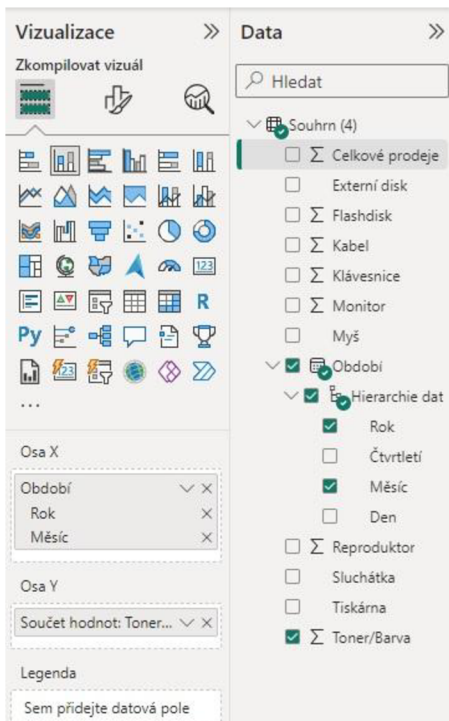 Vizualizace
Zkompilovat vizuál
123
R
Py
123
...
Osa X
Období
Rok
Měsíc
Osa Y
Součet hodnot: Toner...
Legenda
Sem přidejte datová pole
Data
Hledat
Souhrn (4)
Celkové prodeje
Externí disk
Flashdisk
Kabel
Klávesnice
Monitor
Myš
Období
Hierarchie dat
Rok
Čtvrtletí
Měsíc
Den
Reproduktor
Sluchátka
Tiskárna
Toner/Barva